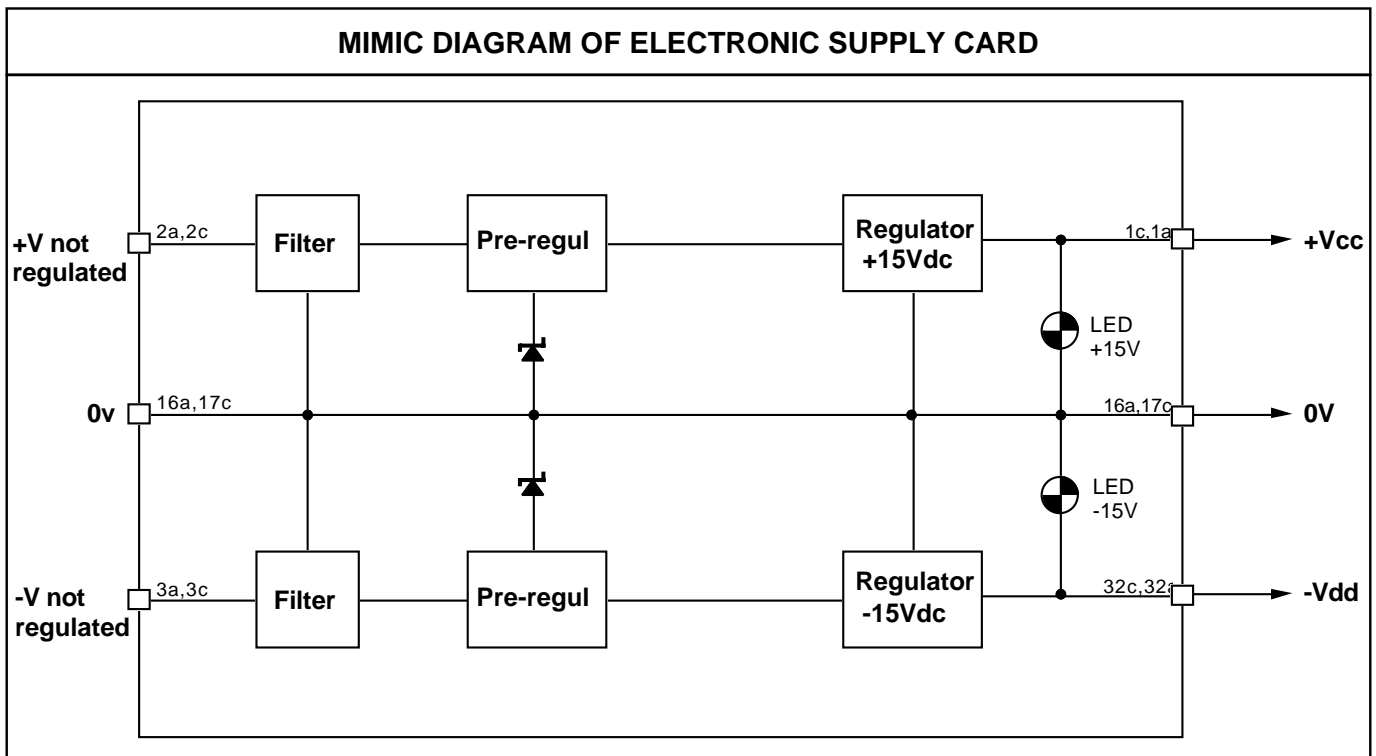 MIMIC DIAGRAM OF ELECTRONIC SUPPLY CARD
+V not
regulated
2a,2c
Filter
Pre-regul
Regulator
+15Vdc
1c,1a
+Vcc
LED
+15V
0v
16a,17c
16a,17c
0V
LED
-15V
-V not
regulated
3a,3c
Filter
Pre-regul
Regulator
-15Vdc
32c,32a
-Vdd